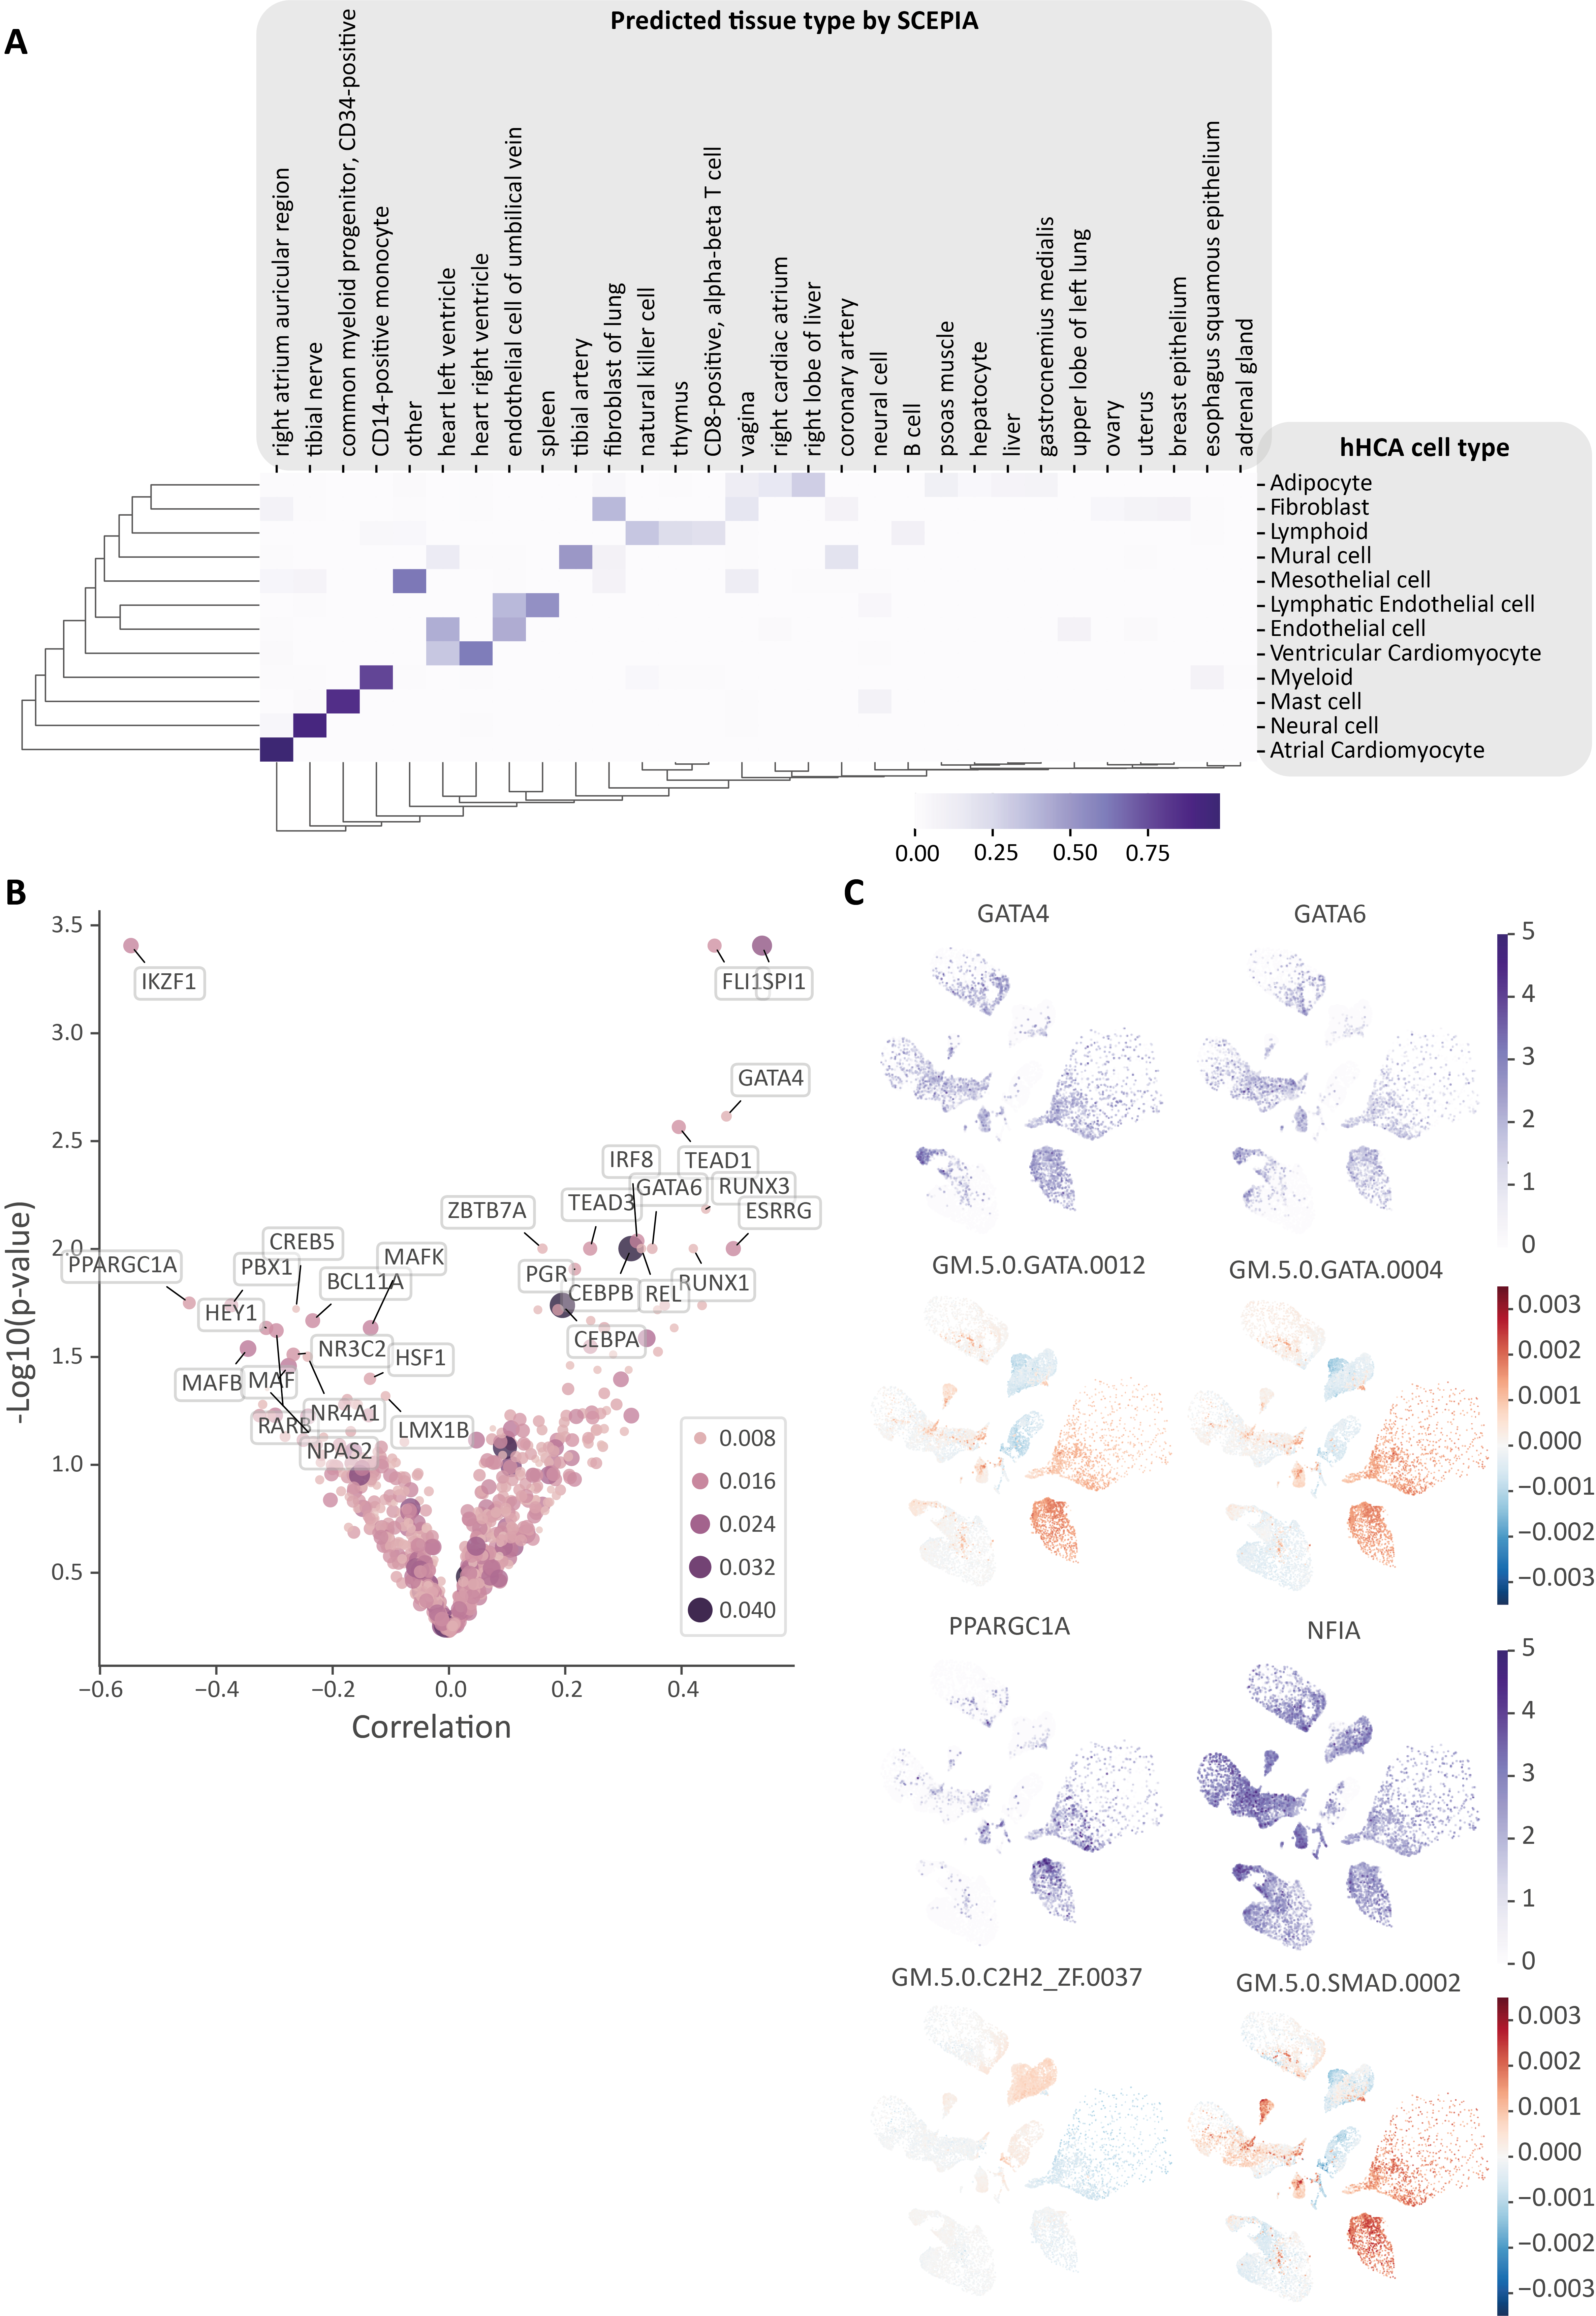 A
Predicted tissue type by SCEPIA
right atrium auricular region
tibial nerve
common myeloid progenitor, CD34-positive
CD14-positive monocyte
other
heart left ventricle
heart right ventricle
endothelial cell of umbilical vein
spleen
tibial artery
fibroblast of lung
natural killer cell
thymus
CD8-positive, alpha-beta T cell
vagina
right cardiac atrium
right lobe of liver
coronary artery
neural cell
B cell
psoas muscle
hepatocyte
liver
gastrocnemius medialis
upper lobe of left lung
ovary
uterus
breast epithelium
esophagus squamous epithelium
adrenal gland
hHCA cell type
Adipocyte
Fibroblast
Lymphoid
Mural cell
Mesothelial cell
Lymphatic Endothelial cell
Endothelial cell
Ventricular Cardiomyocyte
Myeloid
Mast cell
Neural cell
Atrial Cardiomyocyte
0.00 0.25 0.50 0.75
B
-Log10(p-value)
3.5
3.0
2.5
2.0
1.5
1.0
0.5
IKZF1
FLI1
SPI1
GATA4
TEAD1
IRF8
GATA6
RUNX3
TEAD3
ESRRG
ZBTB7A
CREB5
MAFK
PPARGC1A
PBX1
BCL11A
PGR
CEBPB
REL
RUNX1
HEY1
CEBPA
NR3C2
HSF1
MAFB
MAF
NR4A1
RARB
LMX1B
NPAS2
0.008
0.016
0.024
0.032
0.040
−0.6 −0.4 −0.2 0.0 0.2 0.4
Correlation
C
GATA4 GATA6
5
4
3
2
1
0
GM.5.0.GATA.0012 GM.5.0.GATA.0004
0.003
0.002
0.001
0.000
−0.001
−0.002
−0.003
PPARGC1A NFIA
5
4
3
2
1
0
GM.5.0.C2H2_ZF.0037 GM.5.0.SMAD.0002
0.003
0.002
0.001
0.000
−0.001
−0.002
−0.003